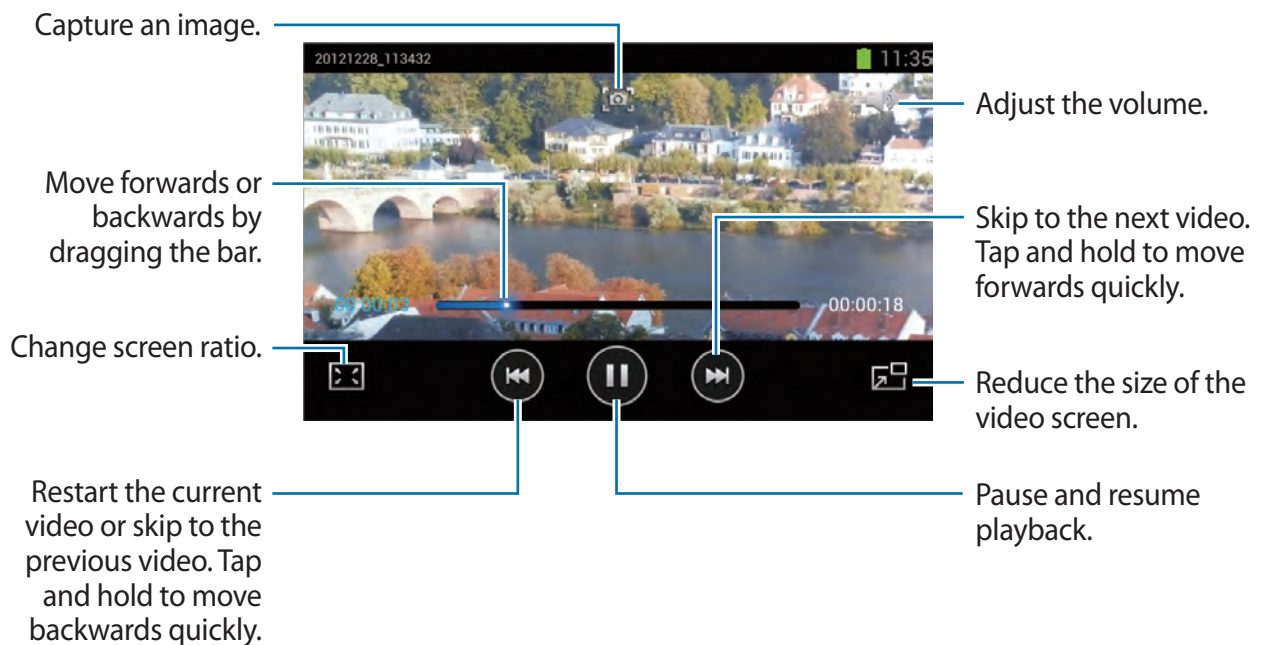 Capture an image.
20121228_113432
11:35
Adjust the volume.
Move forwards or
backwards by
dragging the bar.
Skip to the next video.
Tap and hold to move
forwards quickly.
00:00:03
00:00:18
Change screen ratio.
Reduce the size of the
video screen.
Restart the current
video or skip to the
previous video. Tap
and hold to move
backwards quickly.
Pause and resume
playback.